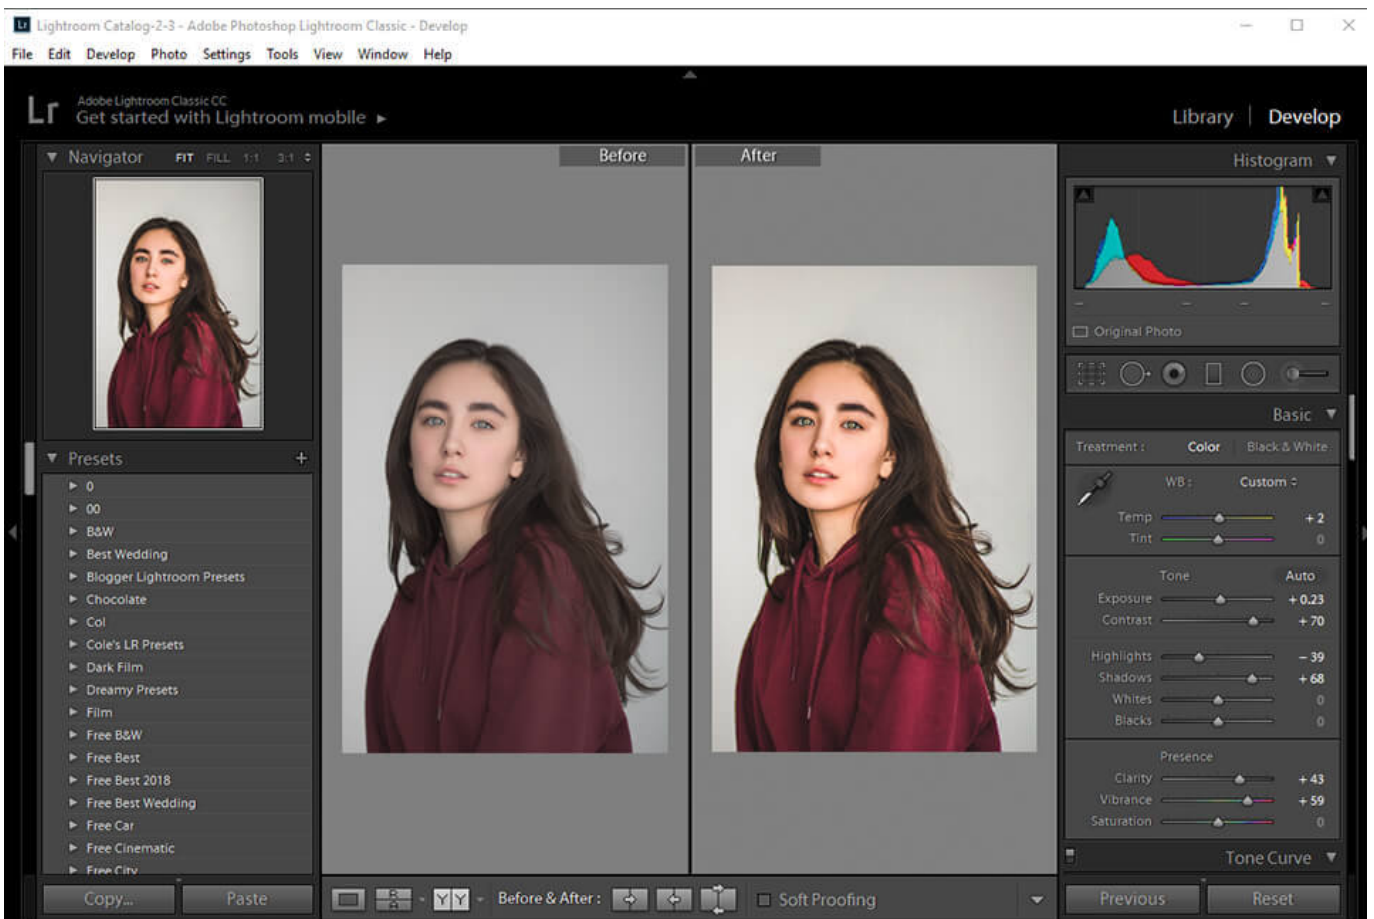 Lr Lightroom Catalog-2-3 - Adobe Photoshop Lightroom Classic - Develop
File Edit Develop Photo Settings Tools View Window Help
Lr Adobe Lightroom Classic CC
Get started with Lightroom mobile ▸
Library | Develop
Navigator FIT FILL 1:1 3:1
Before
After
Histogram
Original Photo
Basic
Treatment : Color Black & White
WB : Custom
Temp +2
Tint 0
Tone Auto
Exposure +0.23
Contrast +70
Highlights −39
Shadows +68
Whites 0
Blacks 0
Presence
Clarity +43
Vibrance +59
Saturation 0
Tone Curve
Presets +
0
00
B&W
Best Wedding
Blogger Lightroom Presets
Chocolate
Col
Cole's LR Presets
Dark Film
Dreamy Presets
Film
Free B&W
Free Best
Free Best 2018
Free Best Wedding
Free Car
Free Cinematic
Free City
Copy... Paste
R A Y Y Before & After : Soft Proofing
Previous Reset